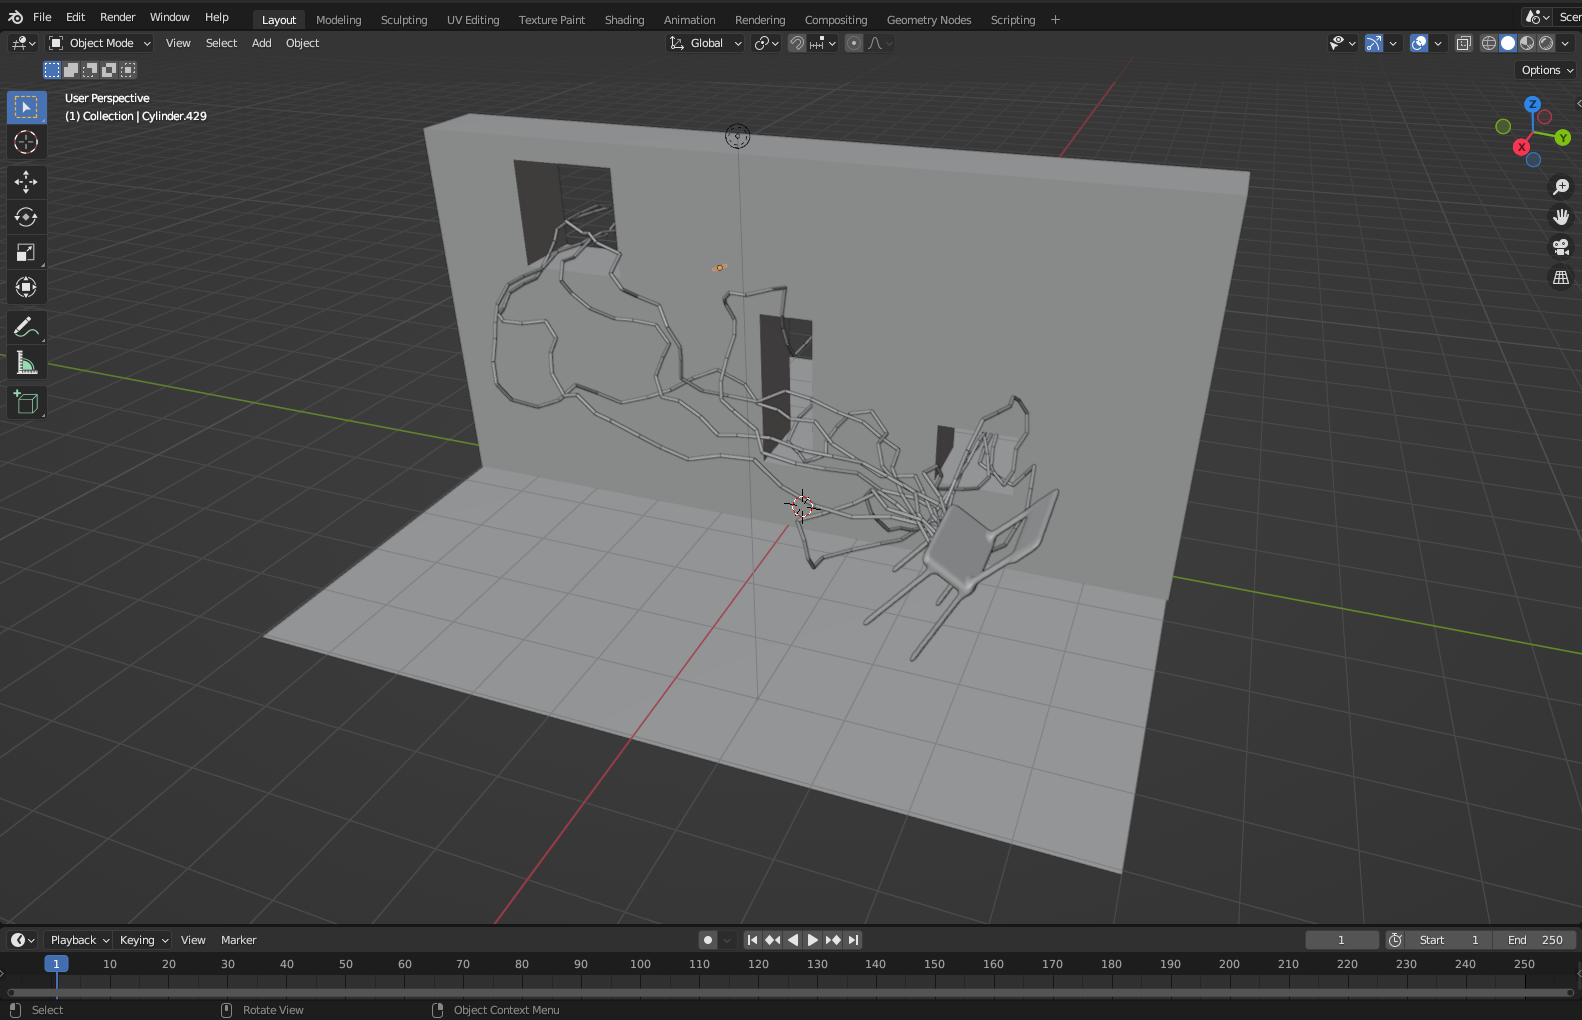 File Edit Render Window Help Layout Modeling Sculpting UV Editing Texture Paint Shading Animation Rendering Compositing Geometry Nodes Scripting + Scer
Object Mode View Select Add Object Global
Options
User Perspective
(1) Collection | Cylinder.429
Z
Y
X
Playback Keying View Marker 1 Start 1 End 250
1 10 20 30 40 50 60 70 80 90 100 110 120 130 140 150 160 170 180 190 200 210 220 230 240 250
Select Rotate View Object Context Menu